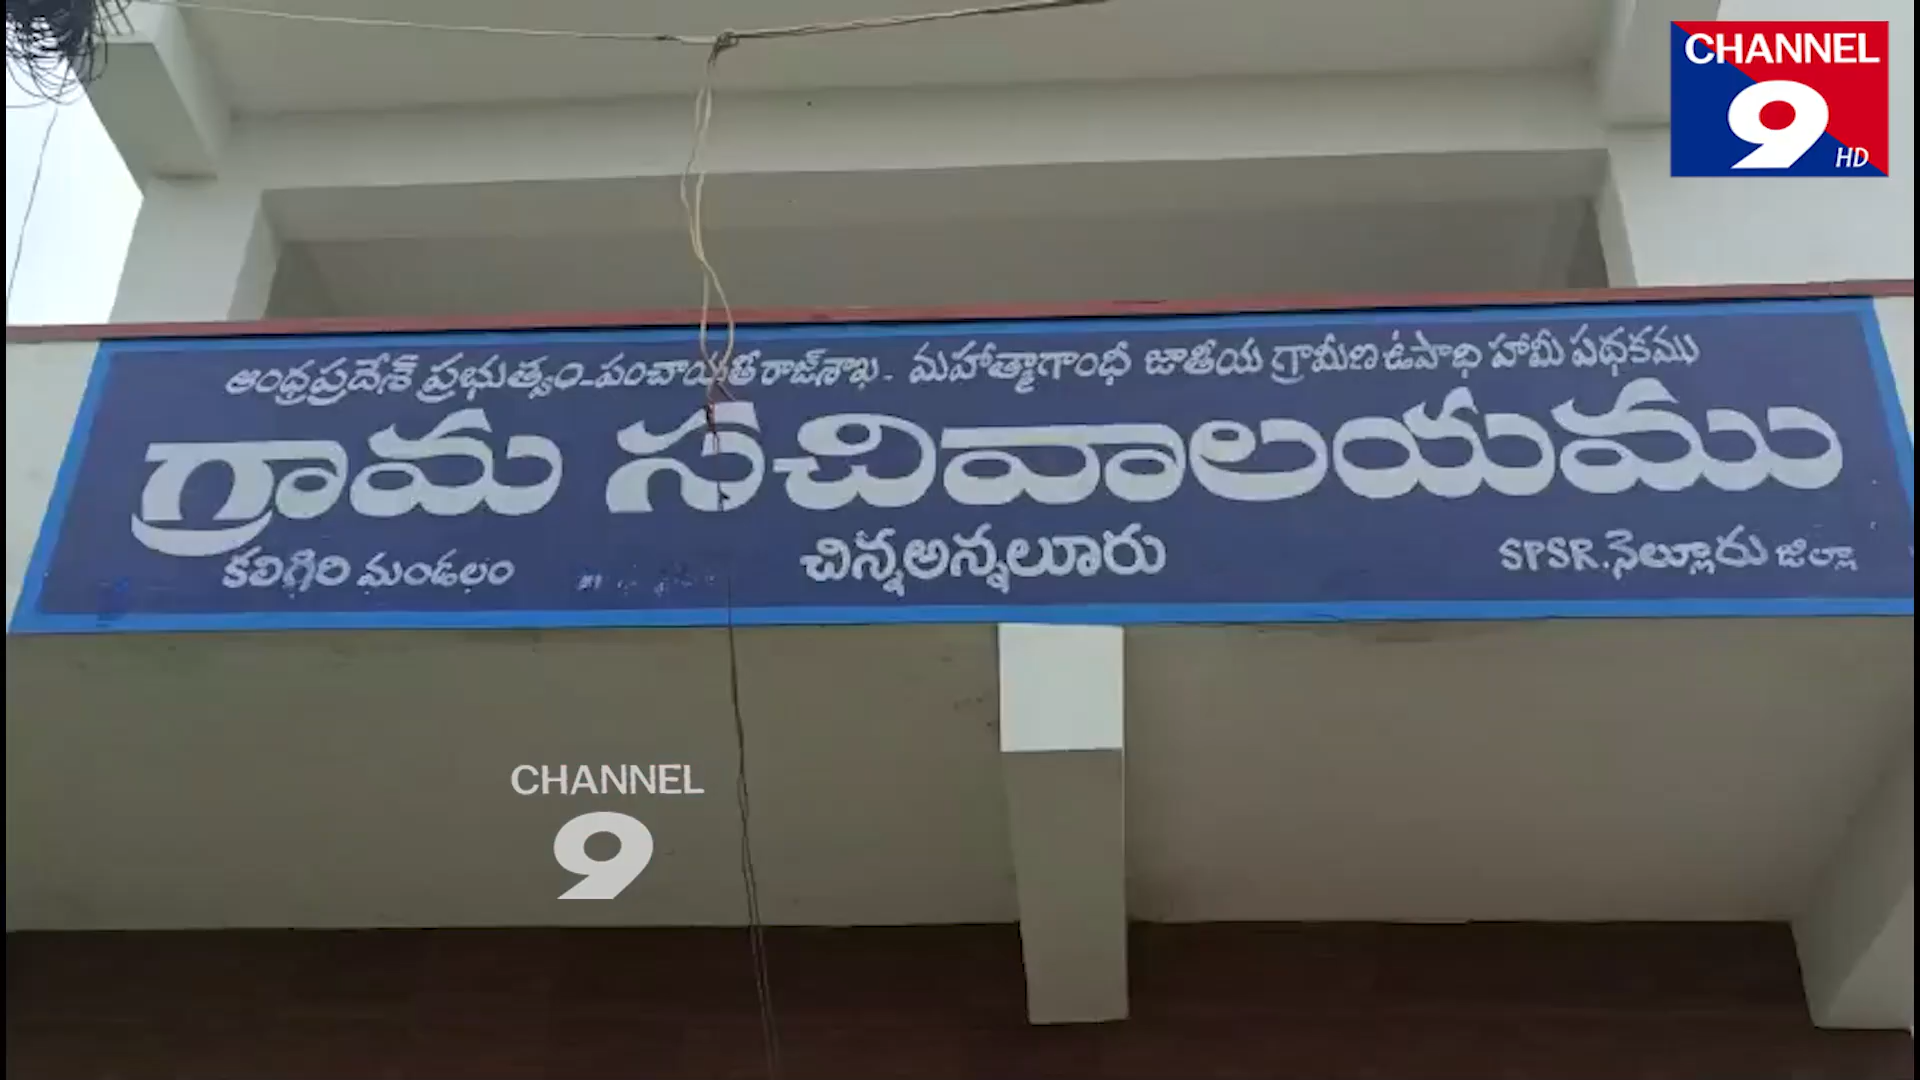 CHANNEL
9
HD
ఆంధ్రప్రదేశ్ ప్రభుత్వం-పంచాయతీరాజ్‌శాఖ- మహాత్మాగాంధీ జాతీయ గ్రామీణ ఉపాధి హామీ పథకము
గ్రామ సచివాలయము
కలిగిరి మండలం చిన్నఅన్నలూరు SPSR.నెల్లూరు జిల్లా
CHANNEL
9